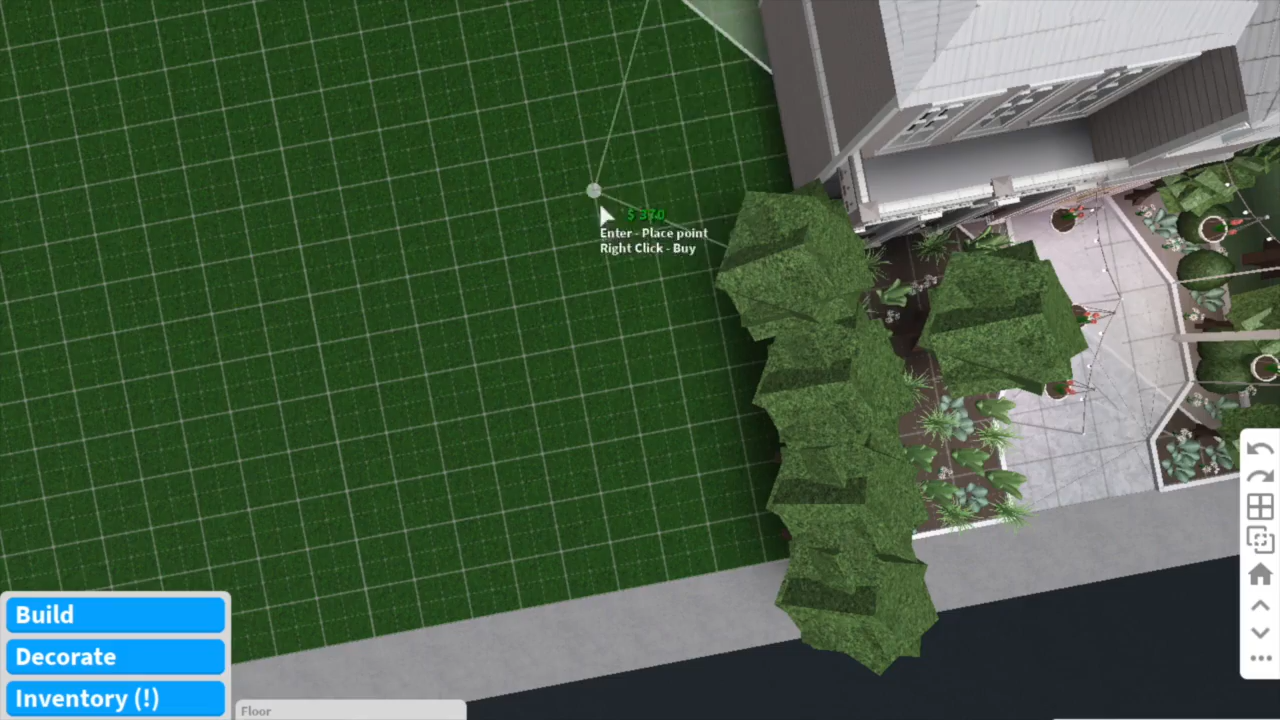 $ 370
Enter - Place point
Right Click - Buy
Build
Decorate
Inventory (!)
Floor